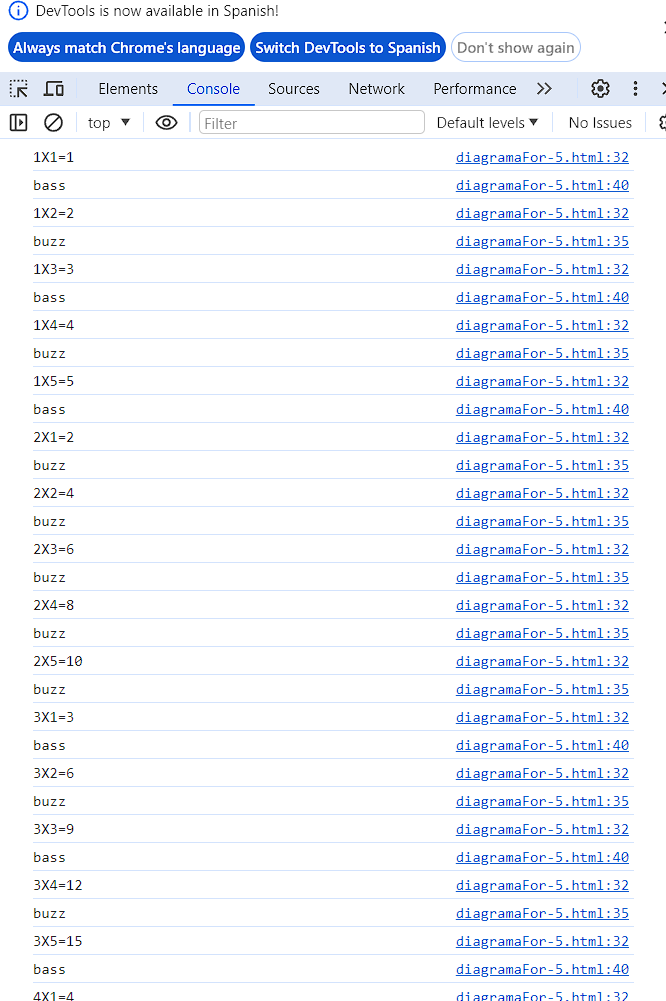 DevTools is now available in Spanish!
Always match Chrome's language Switch DevTools to Spanish Don't show again
Elements Console Sources Network Performance
top Filter Default levels No Issues
1X1=1 diagramaFor-5.html:32
bass diagramaFor-5.html:40
1X2=2 diagramaFor-5.html:32
buzz diagramaFor-5.html:35
1X3=3 diagramaFor-5.html:32
bass diagramaFor-5.html:40
1X4=4 diagramaFor-5.html:32
buzz diagramaFor-5.html:35
1X5=5 diagramaFor-5.html:32
bass diagramaFor-5.html:40
2X1=2 diagramaFor-5.html:32
buzz diagramaFor-5.html:35
2X2=4 diagramaFor-5.html:32
buzz diagramaFor-5.html:35
2X3=6 diagramaFor-5.html:32
buzz diagramaFor-5.html:35
2X4=8 diagramaFor-5.html:32
buzz diagramaFor-5.html:35
2X5=10 diagramaFor-5.html:32
buzz diagramaFor-5.html:35
3X1=3 diagramaFor-5.html:32
bass diagramaFor-5.html:40
3X2=6 diagramaFor-5.html:32
buzz diagramaFor-5.html:35
3X3=9 diagramaFor-5.html:32
bass diagramaFor-5.html:40
3X4=12 diagramaFor-5.html:32
buzz diagramaFor-5.html:35
3X5=15 diagramaFor-5.html:32
bass diagramaFor-5.html:40
4X1=4 diagramaFor-5.html:32